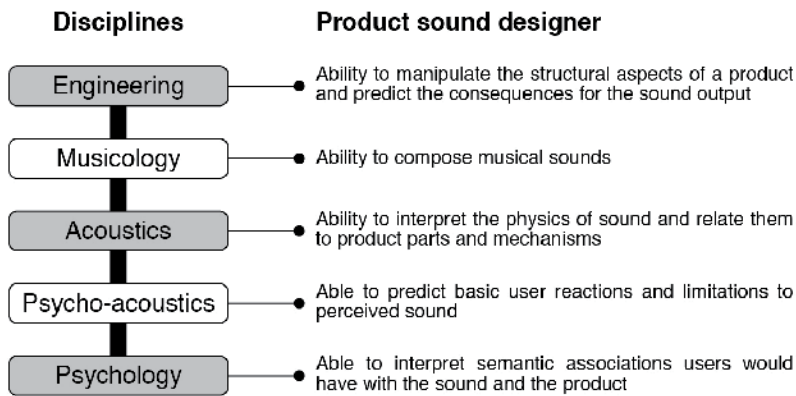 Disciplines Product sound designer
Engineering
Ability to manipulate the structural aspects of a product
and predict the consequences for the sound output
Musicology
Ability to compose musical sounds
Acoustics
Ability to interpret the physics of sound and relate them
to product parts and mechanisms
Psycho-acoustics
Able to predict basic user reactions and limitations to
perceived sound
Psychology
Able to interpret semantic associations users would
have with the sound and the product